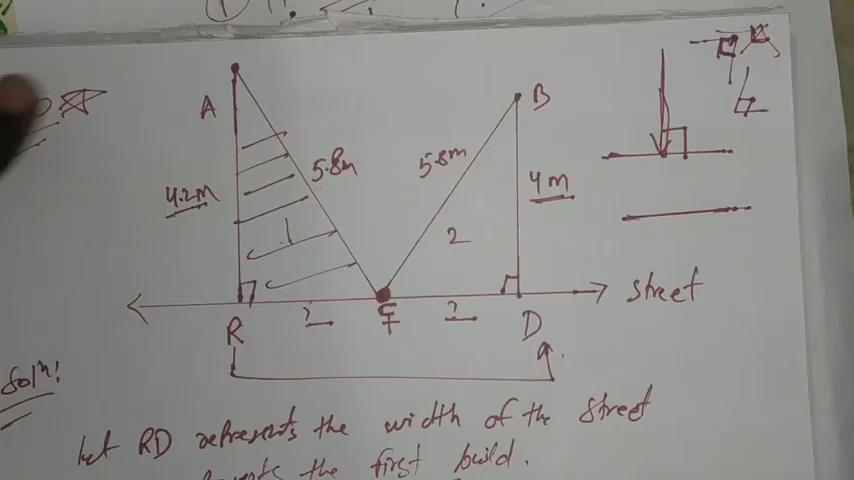 A
B
5.8m
5.8m
4.2M
4M
1
2
Street
?
?
R
D
Soln:
Let RD represents the width of the Street
the first build.